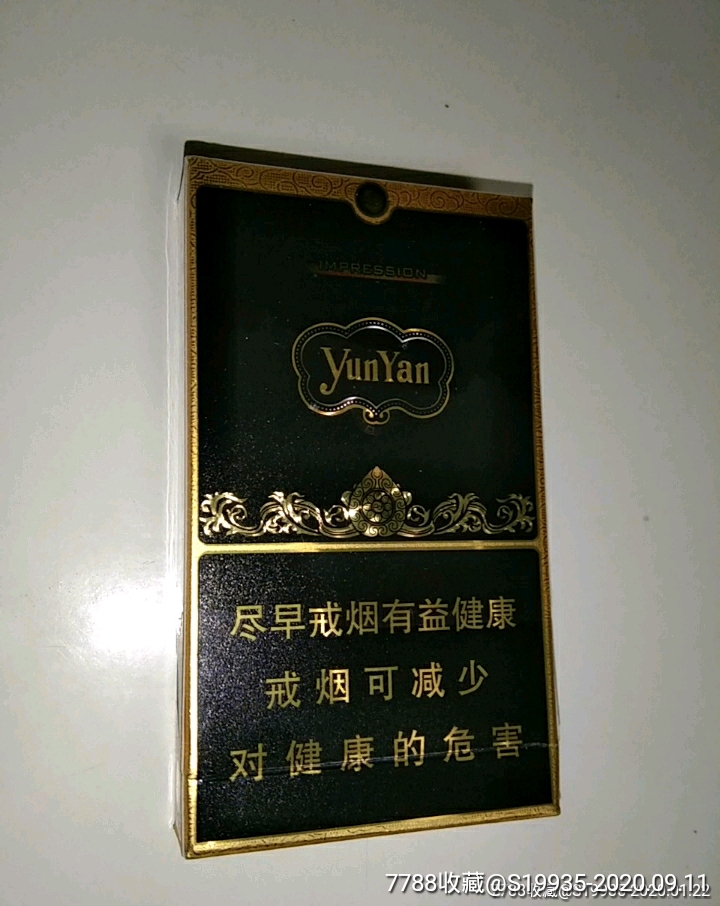 IMPRESSION
YunYan
尽早戒烟有益健康
戒烟可减少
对健康的危害
7788收藏@S19935-2020.09.11